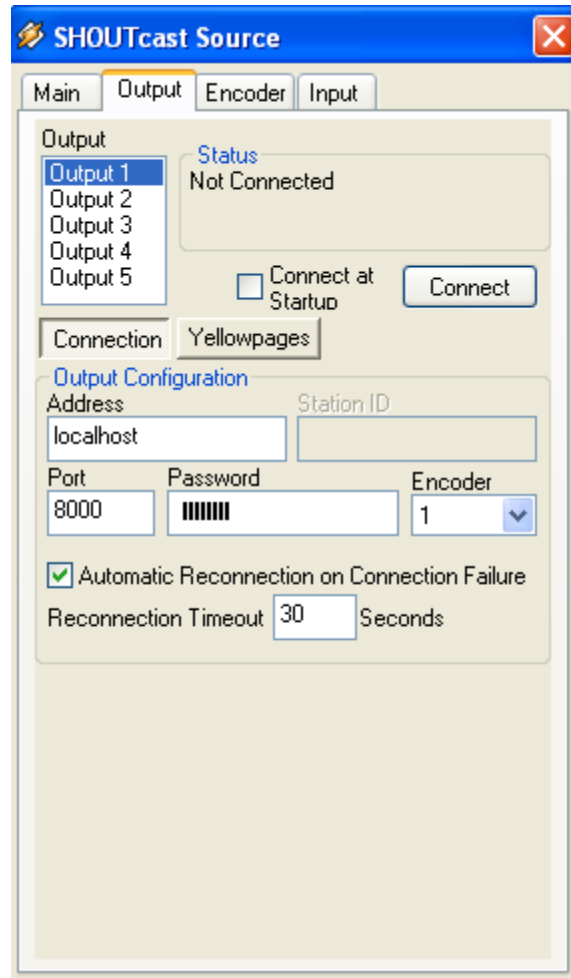 SHOUTcast Source
Main Output Encoder Input
Output
Output 1
Output 2
Output 3
Output 4
Output 5
Status
Not Connected
Connect at
Startup
Connect
Connection Yellowpages
Output Configuration
Address Station ID
localhost
Port Password Encoder
8000 1
Automatic Reconnection on Connection Failure
Reconnection Timeout 30 Seconds